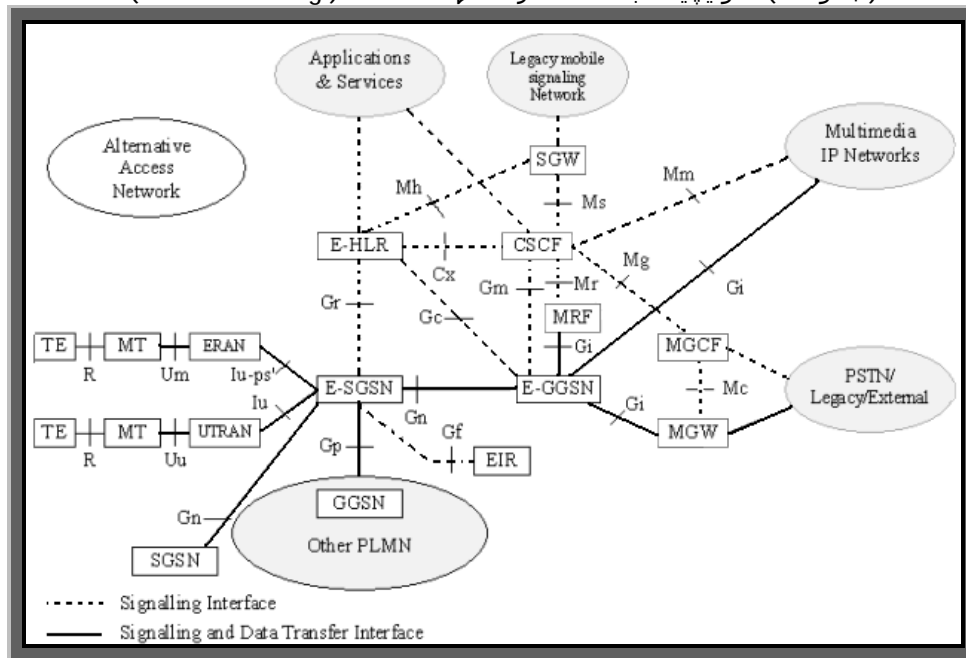 Applications
& Services
Legacy mobile
signaling
Network
Alternative
Access
Network
Multimedia
IP Networks
SGW
Mh
Mm
Ms
E-HLR
CSCF
Cx
Mg
Gr
Gm
Mr
Gi
Gc
MRF
TE
MT
ERAN
Gi
MGCF
R
Um
Iu-ps'
E-SGSN
E-GGSN
PSTN/
Legacy/External
Iu
Gn
Gi
Mc
TE
MT
UTRAN
MGW
R
Uu
Gp
Gf
EIR
GGSN
Gn
Other PLMN
SGSN
Signalling Interface
Signalling and Data Transfer Interface